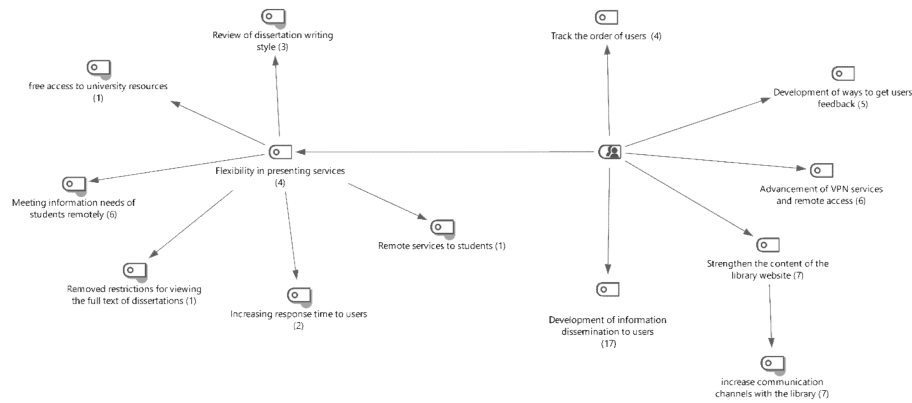 Review of dissertation writing
style (3)
Track the order of users (4)
free access to university resources
(1)
Development of ways to get users
feedback (5)
Flexibility in presenting services
(4)
Meeting information needs of
students remotely (6)
Advancement of VPN services
and remote access (6)
Remote services to students (1)
Strengthen the content of the
library website (7)
Removed restrictions for viewing
the full text of dissertations (1)
Increasing response time to users
(2)
Development of information
dissemination to users
(17)
increase communication
channels with the library (7)